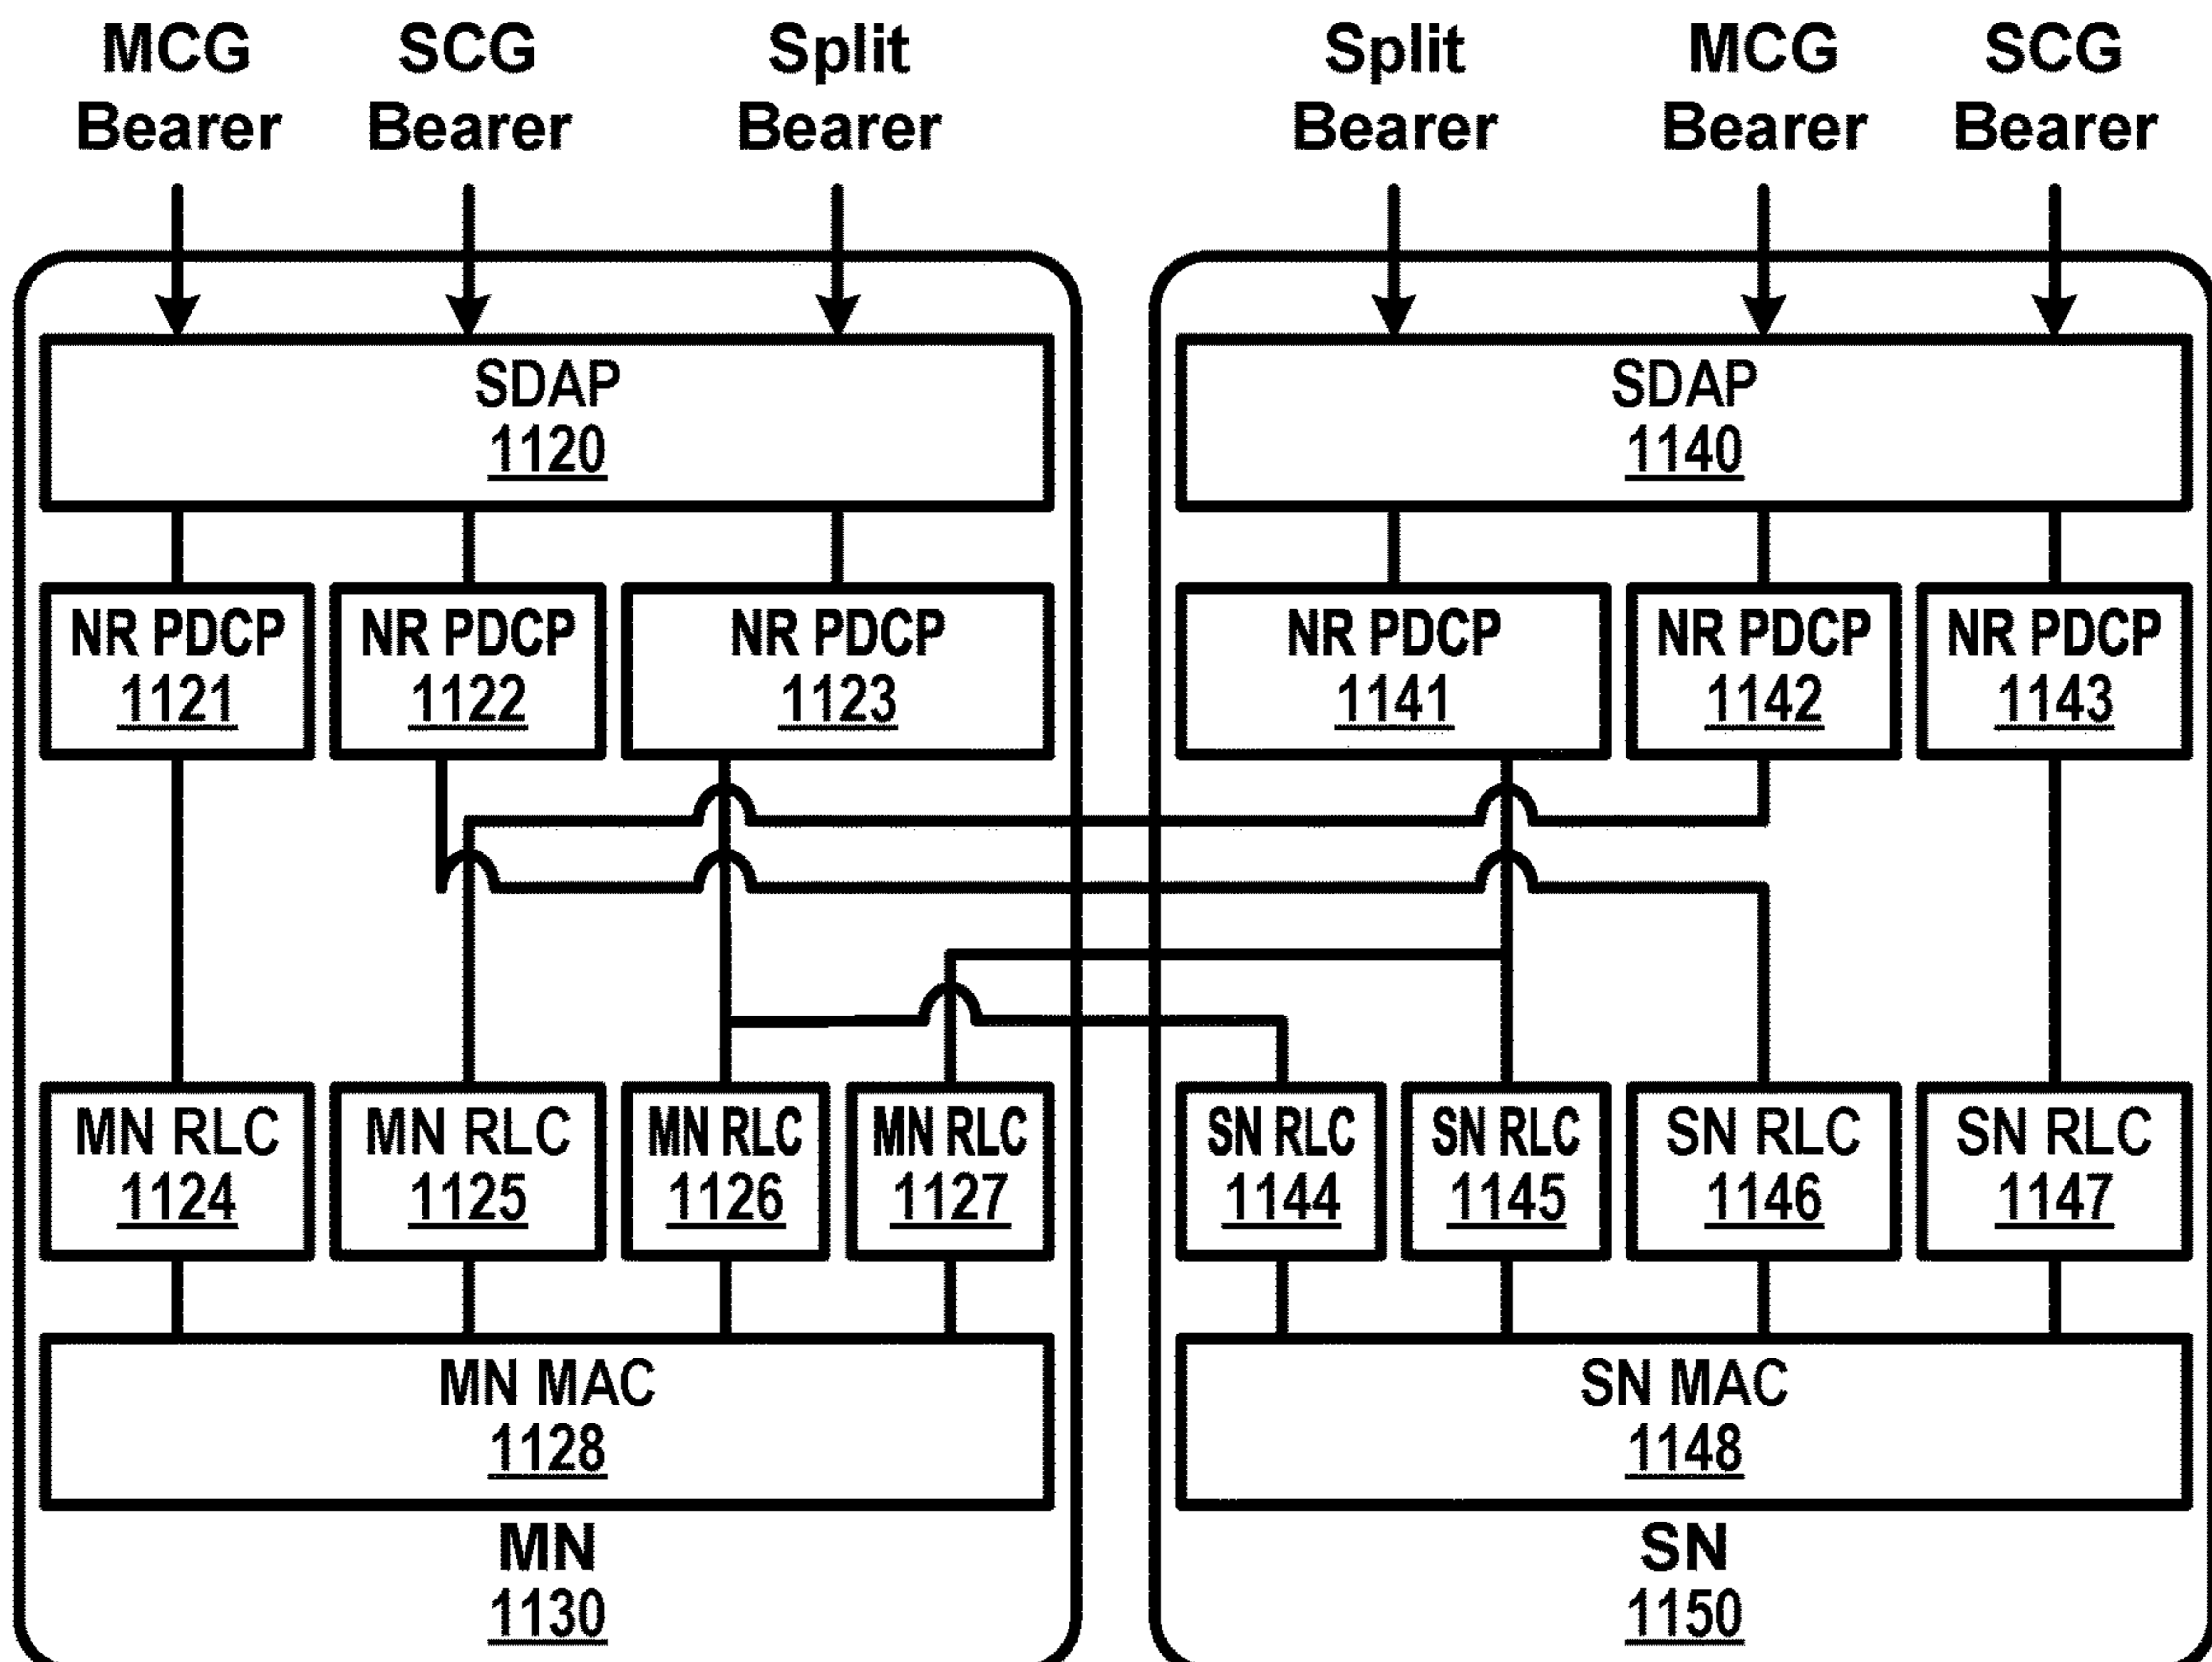 MCG
Bearer
SCG
Bearer
Split
Bearer
Split
Bearer
MCG
Bearer
SCG
Bearer
SDAP
1120
SDAP
1140
NR PDCP
1121
NR PDCP
1122
NR PDCP
1123
NR PDCP
1141
NR PDCP
1142
NR PDCP
1143
MN RLC
1124
MN RLC
1125
MN RLC
1126
MN RLC
1127
SN RLC
1144
SN RLC
1145
SN RLC
1146
SN RLC
1147
MN MAC
1128
SN MAC
1148
MN
1130
SN
1150